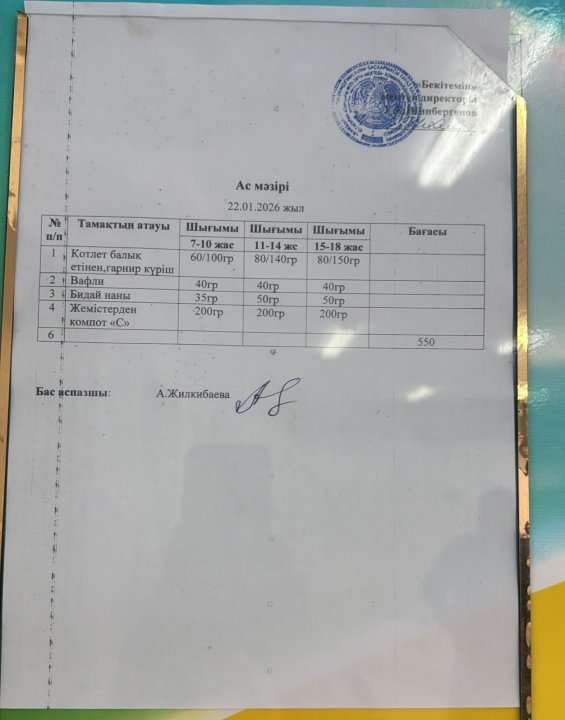 «Бекітемін»
мектеп директоры
Ас мәзірі
22.01.2026 жыл
№ п/п Тамақтың атауы Шығымы Шығымы Шығымы Бағасы
7-10 жас 11-14 жс 15-18 жас
1 Котлет балық етінен,гарнир күріш 60/100гр 80/140гр 80/150гр
2 Вафли 40гр 40гр 40гр
3 Бидай наны 35гр 50гр 50гр
4 Жемістерден компот «С» 200гр 200гр 200гр
6 550
Бас аспазшы: А.Жилкибаева